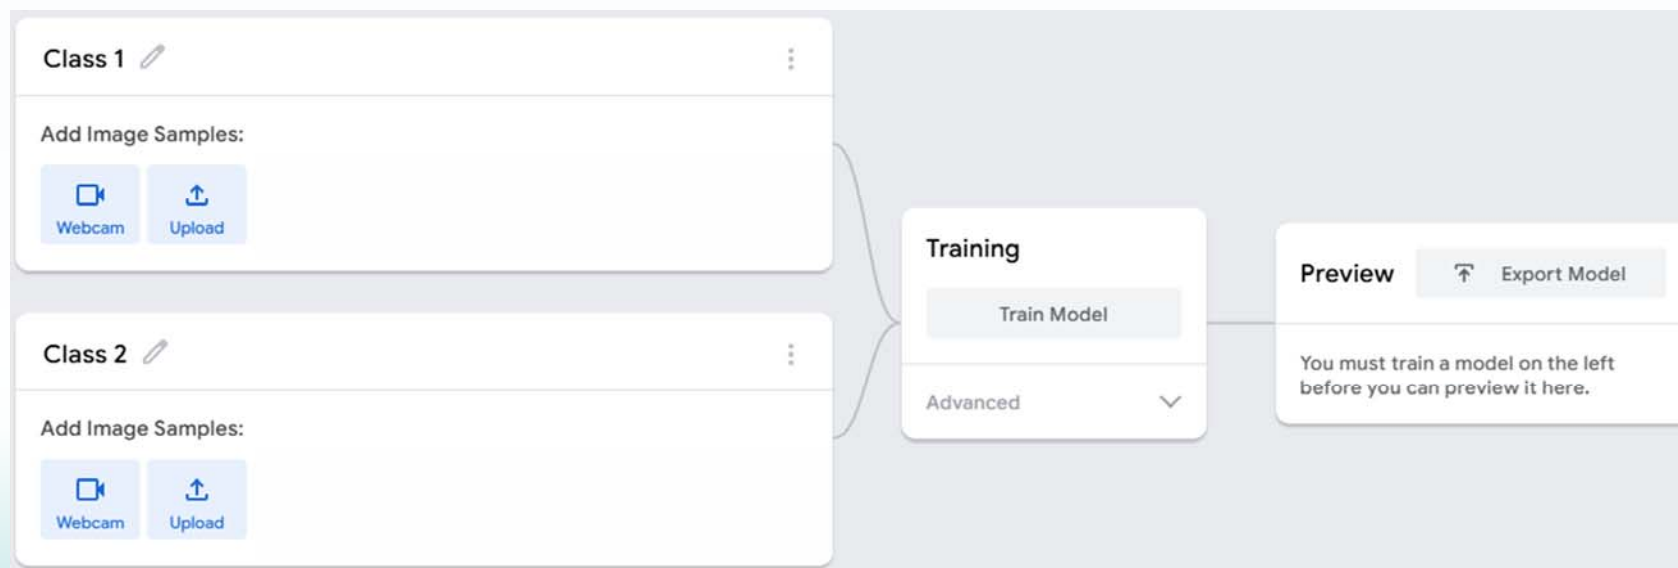 Class 1
Add Image Samples:
Webcam
Upload
Class 2
Add Image Samples:
Webcam
Upload
Training
Train Model
Advanced
Preview
Export Model
You must train a model on the left
before you can preview it here.